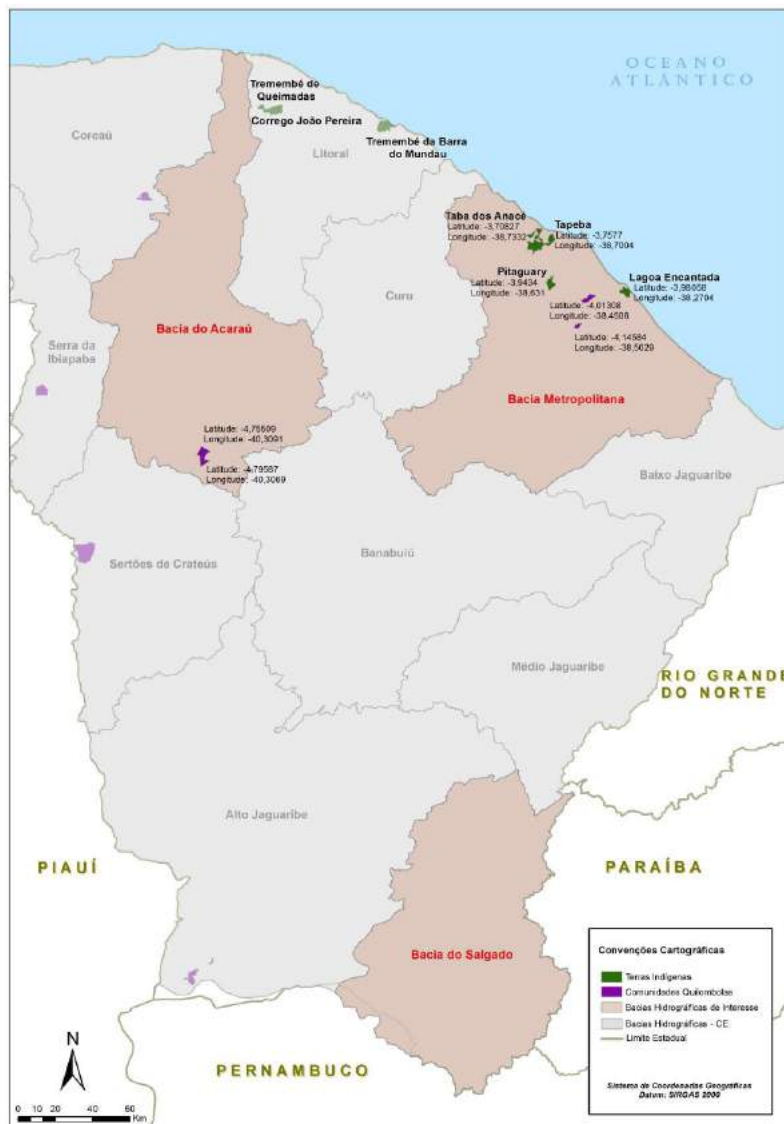 OCEANO
ATLÂNTICO
Tremembé de
Queimadas
Corrego João Pereira
Coreaú
Litoral
Tremembé da Barra
do Mundau
Taba dos Anacé
Latitude: -3,70827
Longitude: -38,7332
Tapeba
Latitude: -3,7577
Longitude: -38,7004
Pitaguary
Latitude: -3,9434
Longitude: -38,631
Lagoa Encantada
Latitude: -3,98058
Longitude: -38,2704
Curu
Latitude: -4,01308
Longitude: -38,4508
Latitude: -4,14584
Longitude: -38,5029
Bacia do Acaraú
Serra da
Ibiapaba
Bacia Metropolitana
Latitude: -4,75509
Longitude: -40,3091
Latitude: -4,79587
Longitude: -40,3069
Baixo Jaguaribe
Sertões de Crateús
Banabuiú
Médio Jaguaribe
RIO GRANDE
DO NORTE
Alto Jaguaribe
PIAUÍ
PARAÍBA
Bacia do Salgado
PERNAMBUCO
Convenções Cartográficas
Terras Indígenas
Comunidades Quilombolas
Bacias Hidrográficas de Interesse
Bacias Hidrográficas - CE
Limite Estadual
Sistema de Coordenadas Geográficas
Datum: SIRGAS 2000
N
0 10 20 40 60
Km